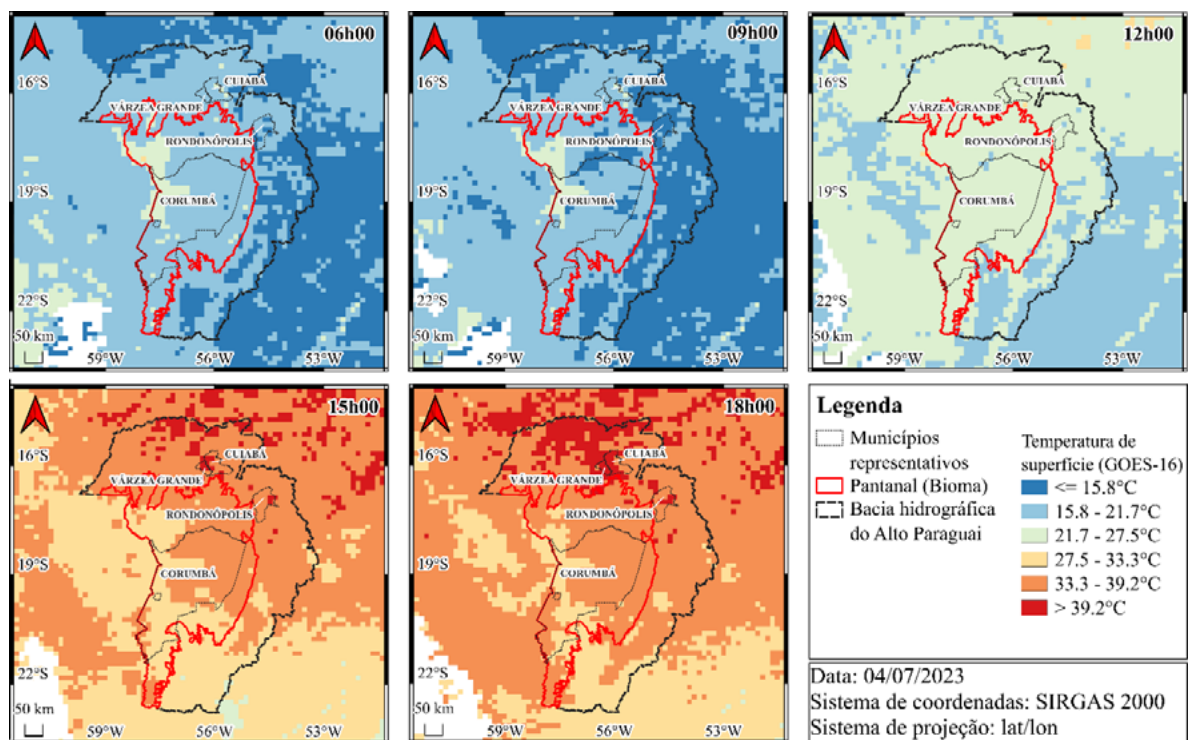 06h00
16°S
CUIABÁ
VÁRZEA GRANDE
RONDONÓPOLIS
19°S
CORUMBÁ
22°S
50 km
59°W 56°W 53°W
09h00
16°S
CUIABÁ
VÁRZEA GRANDE
RONDONÓPOLIS
19°S
CORUMBÁ
22°S
50 km
59°W 56°W 53°W
12h00
16°S
CUIABÁ
VÁRZEA GRANDE
RONDONÓPOLIS
19°S
CORUMBÁ
22°S
50 km
59°W 56°W 53°W
15h00
16°S
CUIABÁ
VÁRZEA GRANDE
RONDONÓPOLIS
19°S
CORUMBÁ
22°S
50 km
59°W 56°W 53°W
18h00
16°S
CUIABÁ
VÁRZEA GRANDE
RONDONÓPOLIS
19°S
CORUMBÁ
22°S
50 km
59°W 56°W 53°W
Legenda
Municípios
representativos
Pantanal (Bioma)
Bacia hidrográfica
do Alto Paraguai
Temperatura de
superfície (GOES-16)
<= 15.8°C
15.8 - 21.7°C
21.7 - 27.5°C
27.5 - 33.3°C
33.3 - 39.2°C
> 39.2°C
Data: 04/07/2023
Sistema de coordenadas: SIRGAS 2000
Sistema de projeção: lat/lon